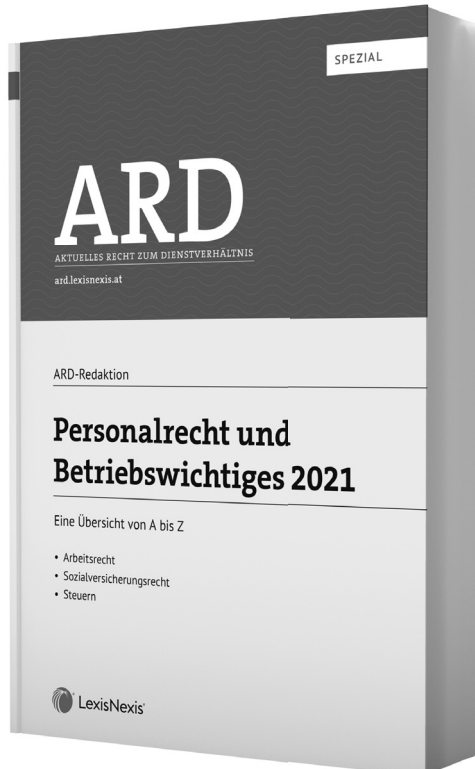 SPEZIAL
ARD
AKTUELLES RECHT ZUM DIENSTVERHÄLTNIS
ard.lexisnexis.at
ARD-Redaktion
Personalrecht und
Betriebswichtiges 2021
Eine Übersicht von A bis Z
• Arbeitsrecht
• Sozialversicherungsrecht
• Steuern
LexisNexis®